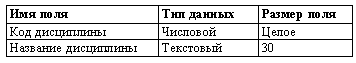 Имя поля Тип данных Размер поля
Код дисциплины Числовой Целое
Название дисциплины Текстовый 30